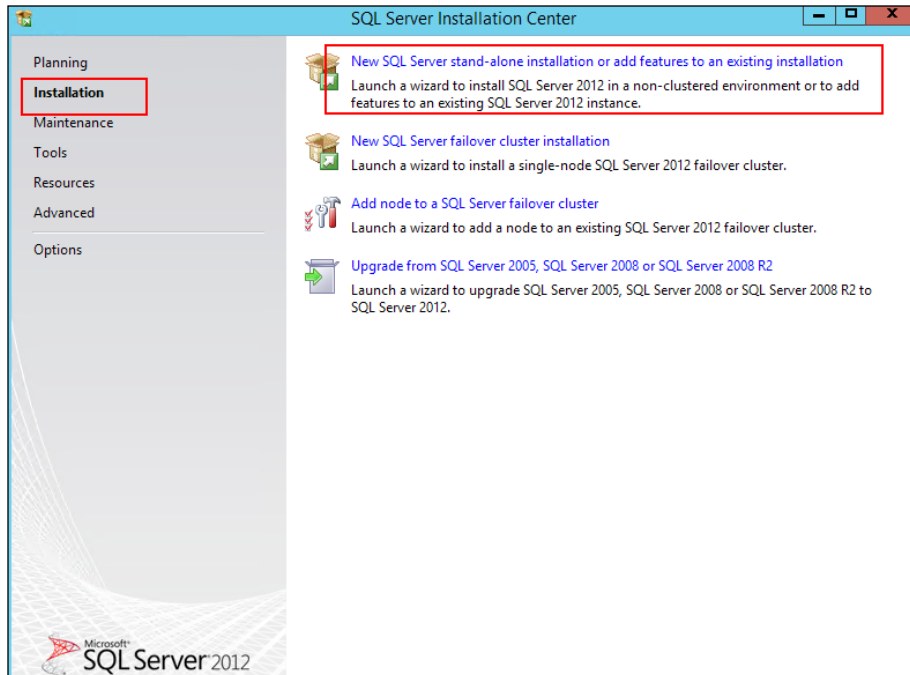 SQL Server Installation Center
Planning
Installation
Maintenance
Tools
Resources
Advanced
Options
New SQL Server stand-alone installation or add features to an existing installation
Launch a wizard to install SQL Server 2012 in a non-clustered environment or to add
features to an existing SQL Server 2012 instance.
New SQL Server failover cluster installation
Launch a wizard to install a single-node SQL Server 2012 failover cluster.
Add node to a SQL Server failover cluster
Launch a wizard to add a node to an existing SQL Server 2012 failover cluster.
Upgrade from SQL Server 2005, SQL Server 2008 or SQL Server 2008 R2
Launch a wizard to upgrade SQL Server 2005, SQL Server 2008 or SQL Server 2008 R2 to
SQL Server 2012.
Microsoft®
SQL Server® 2012